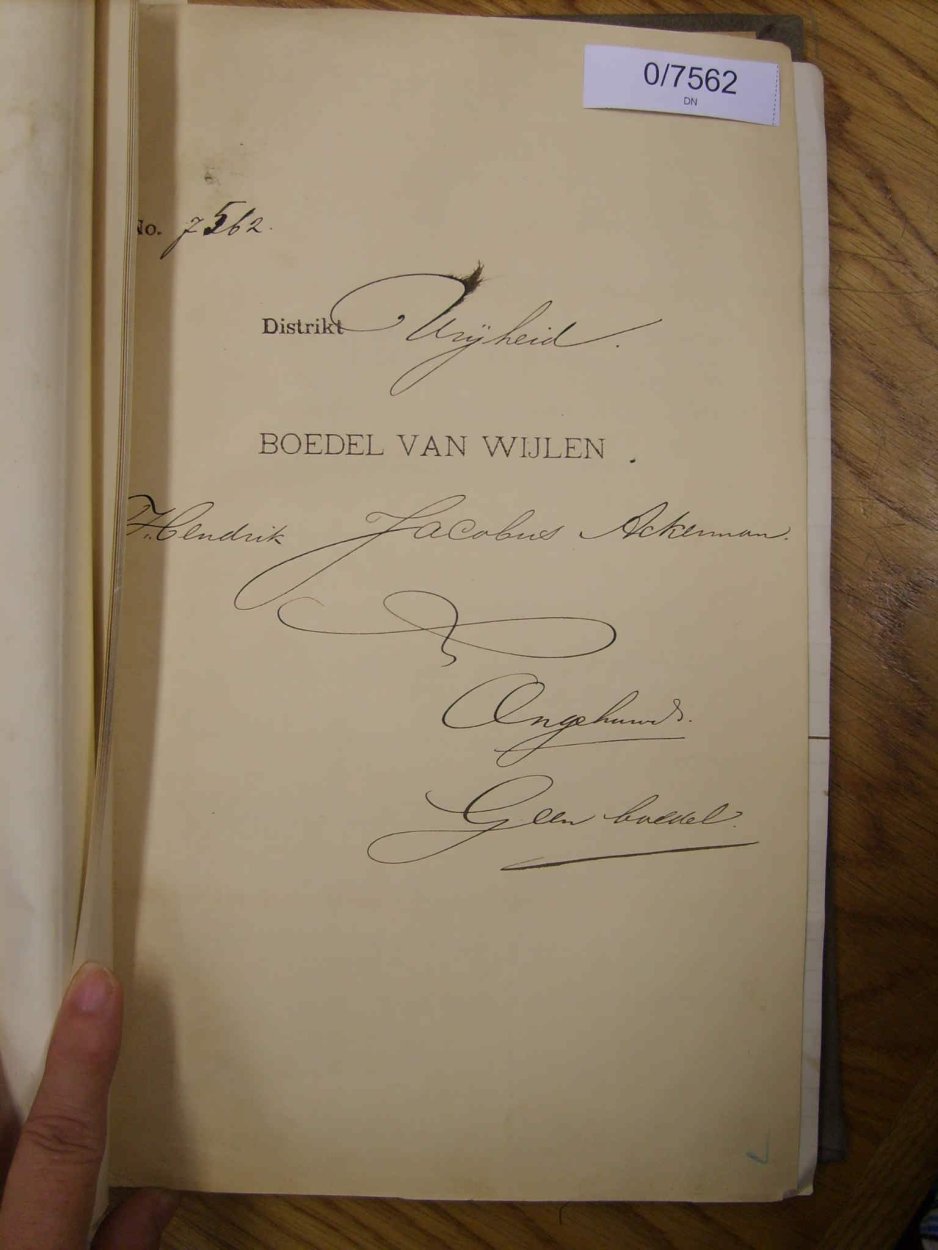 0/7562
DN
No. 7562.
Distrikt Vrijheid.
BOEDEL VAN WIJLEN
Hendrik Jacobus Ackerman.
Ongehuwd.
Geen boedel.